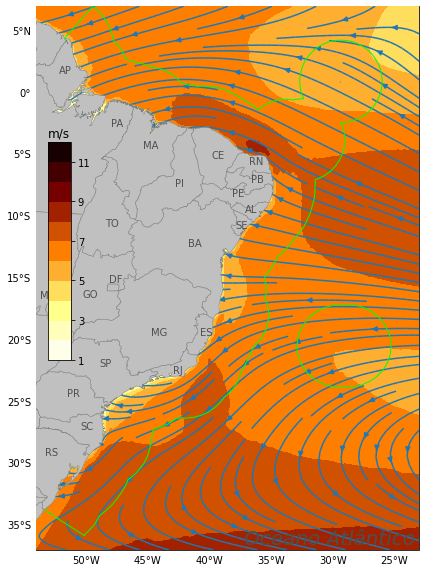 5°N
AP
0°
m/s
PA
MA
CE
RN
5°S
11
PI
PB
PE
9
AL
10°S
TO
SE
BA
7
15°S
DF
5
M
GO
3
MG
ES
20°S
1
SP
RJ
PR
25°S
SC
RS
30°S
35°S
Oceano Atlântico
50°W
45°W
40°W
35°W
30°W
25°W